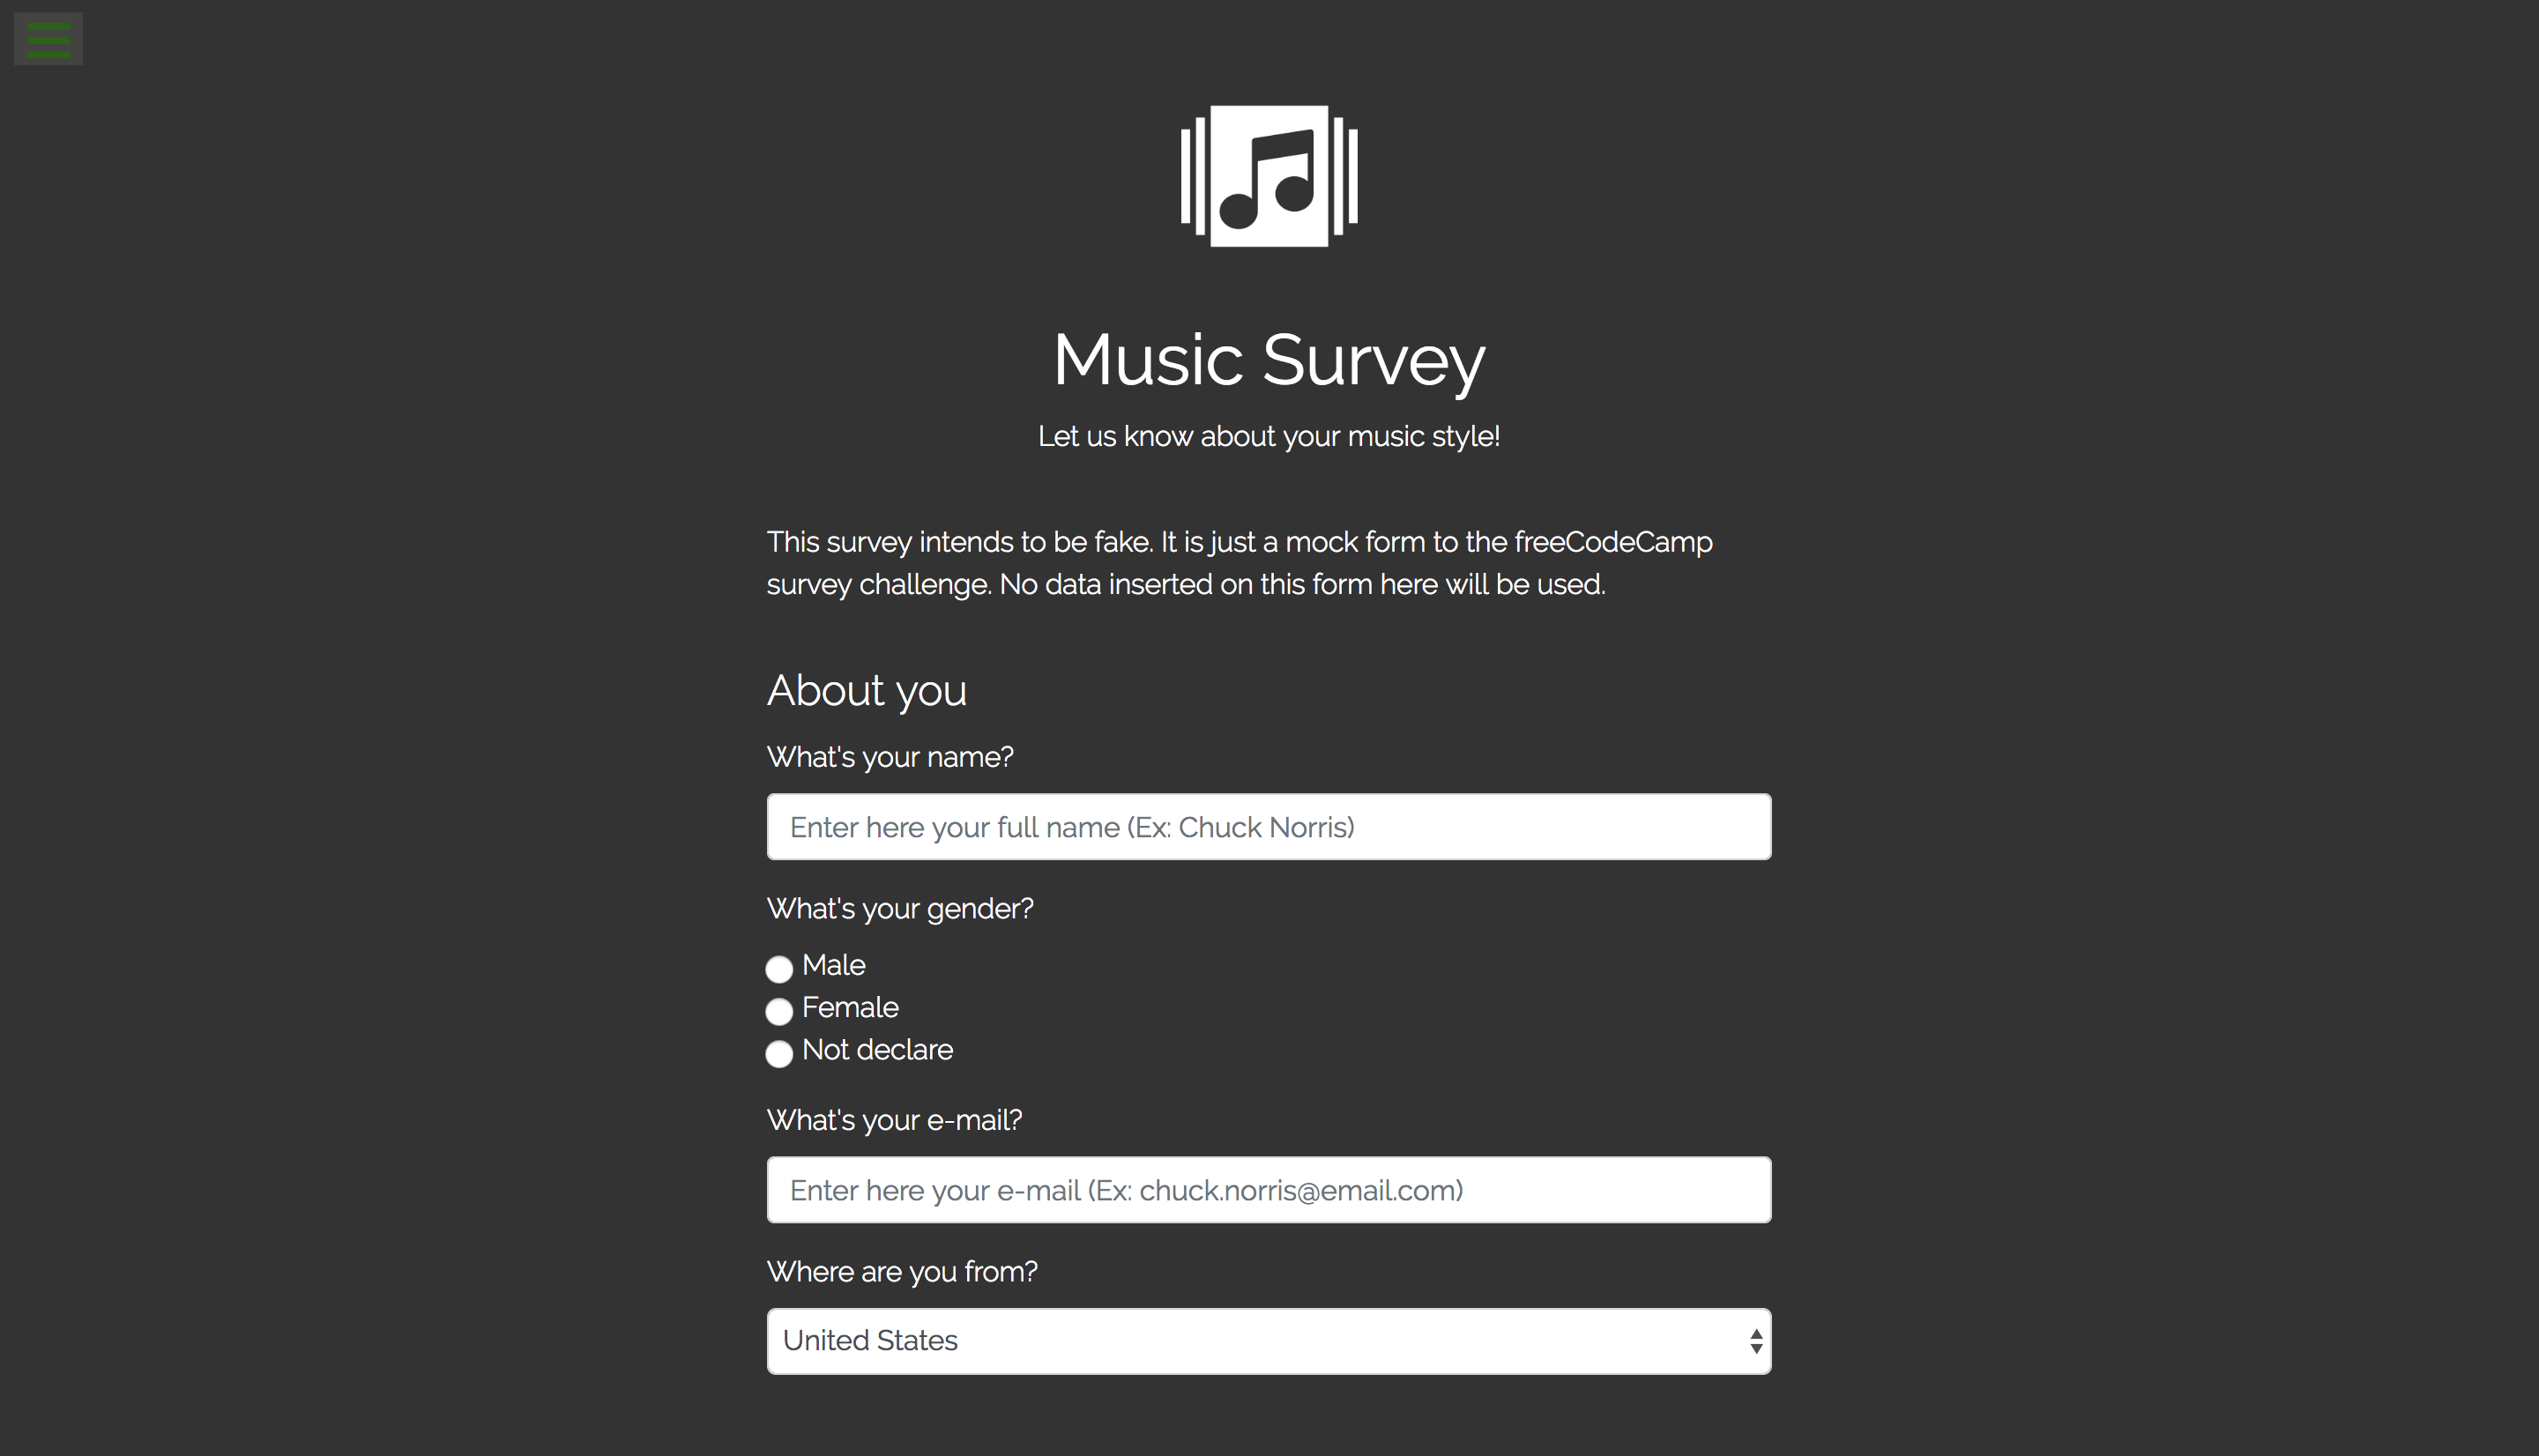 Music Survey
Let us know about your music style!
This survey intends to be fake. It is just a mock form to the freeCodeCamp
survey challenge. No data inserted on this form here will be used.
About you
What's your name?
Enter here your full name (Ex: Chuck Norris)
What's your gender?
Male
Female
Not declare
What's your e-mail?
Enter here your e-mail (Ex: chuck.norris@email.com)
Where are you from?
United States